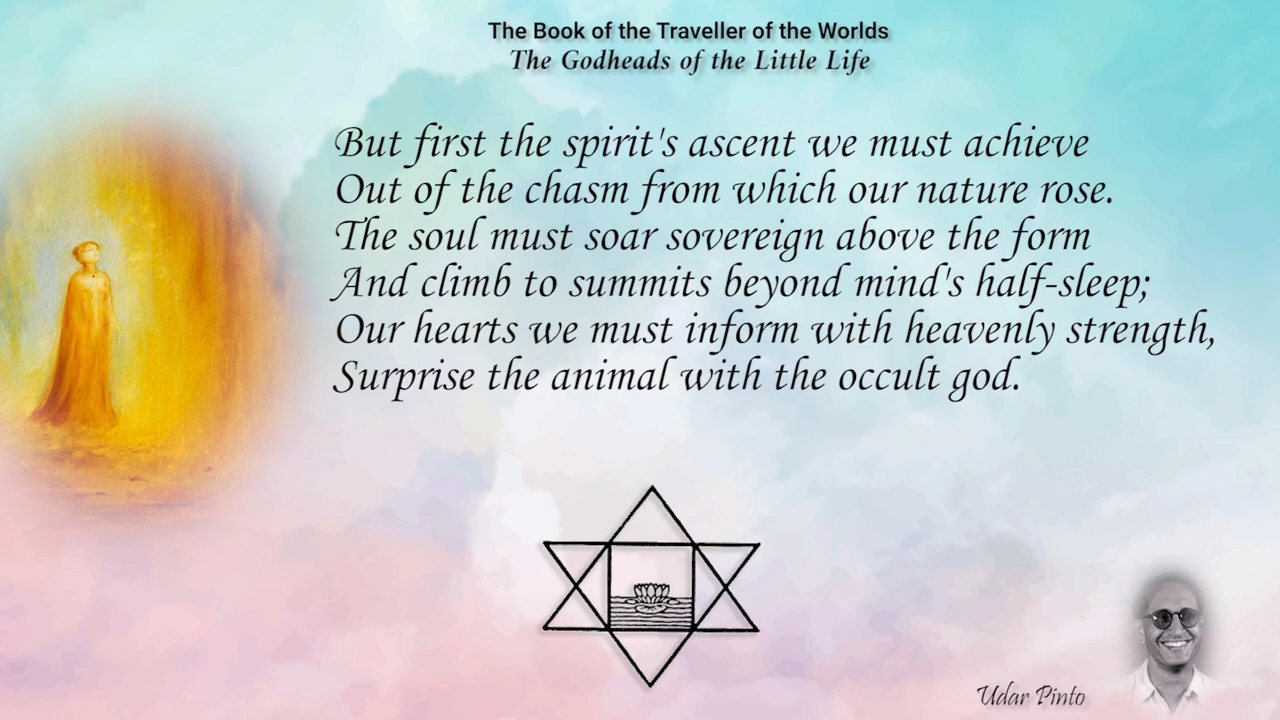 The Book of the Traveller of the Worlds
The Godheads of the Little Life
But first the spirit's ascent we must achieve
Out of the chasm from which our nature rose.
The soul must soar sovereign above the form
And climb to summits beyond mind's half-sleep;
Our hearts we must inform with heavenly strength,
Surprise the animal with the occult god.
Udar Pinto